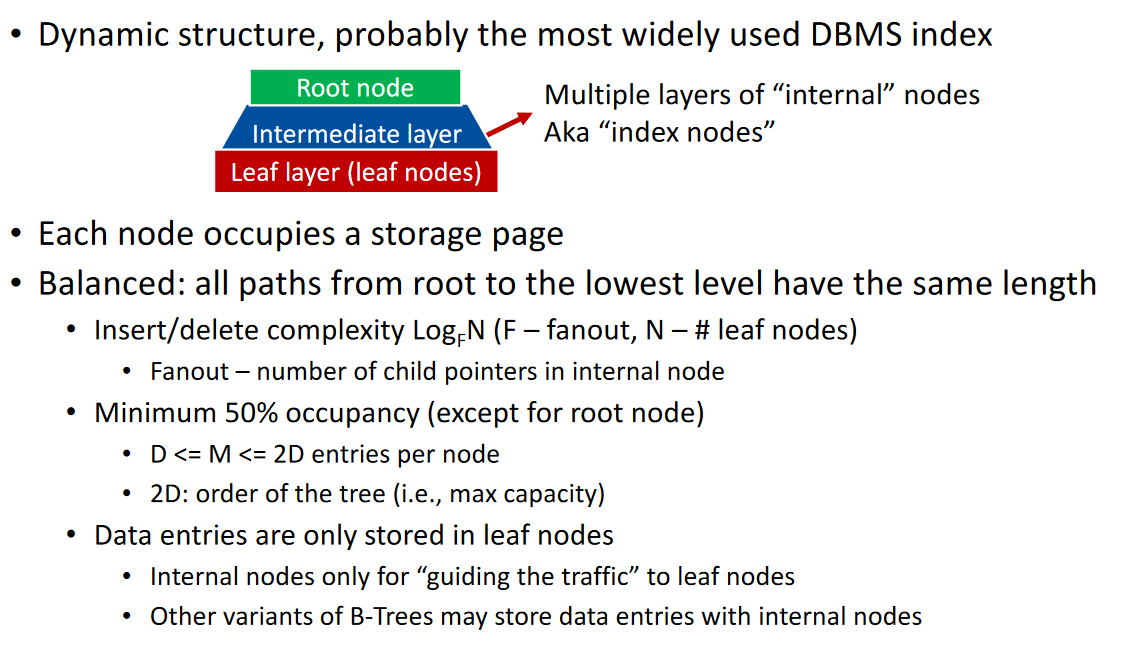 • Dynamic structure, probably the most widely used DBMS index
Root node
Intermediate layer
Leaf layer (leaf nodes)
Multiple layers of “internal” nodes
Aka “index nodes”
• Each node occupies a storage page
• Balanced: all paths from root to the lowest level have the same length
• Insert/delete complexity LogFN (F – fanout, N – # leaf nodes)
• Fanout – number of child pointers in internal node
• Minimum 50% occupancy (except for root node)
• D <= M <= 2D entries per node
• 2D: order of the tree (i.e., max capacity)
• Data entries are only stored in leaf nodes
• Internal nodes only for “guiding the traffic” to leaf nodes
• Other variants of B-Trees may store data entries with internal nodes